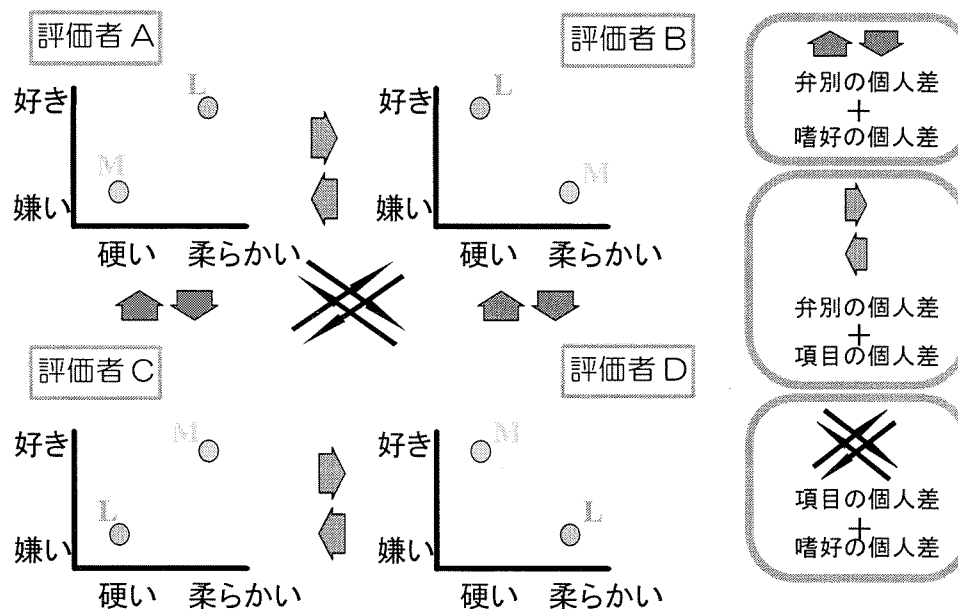 評価者 A
L
好き
M
嫌い
硬い 柔らかい
評価者 B
L
好き
M
嫌い
硬い 柔らかい
評価者 C
M
好き
L
嫌い
硬い 柔らかい
評価者 D
M
好き
L
嫌い
硬い 柔らかい
弁別の個人差
+
嗜好の個人差
弁別の個人差
+
項目の個人差
項目の個人差
+
嗜好の個人差